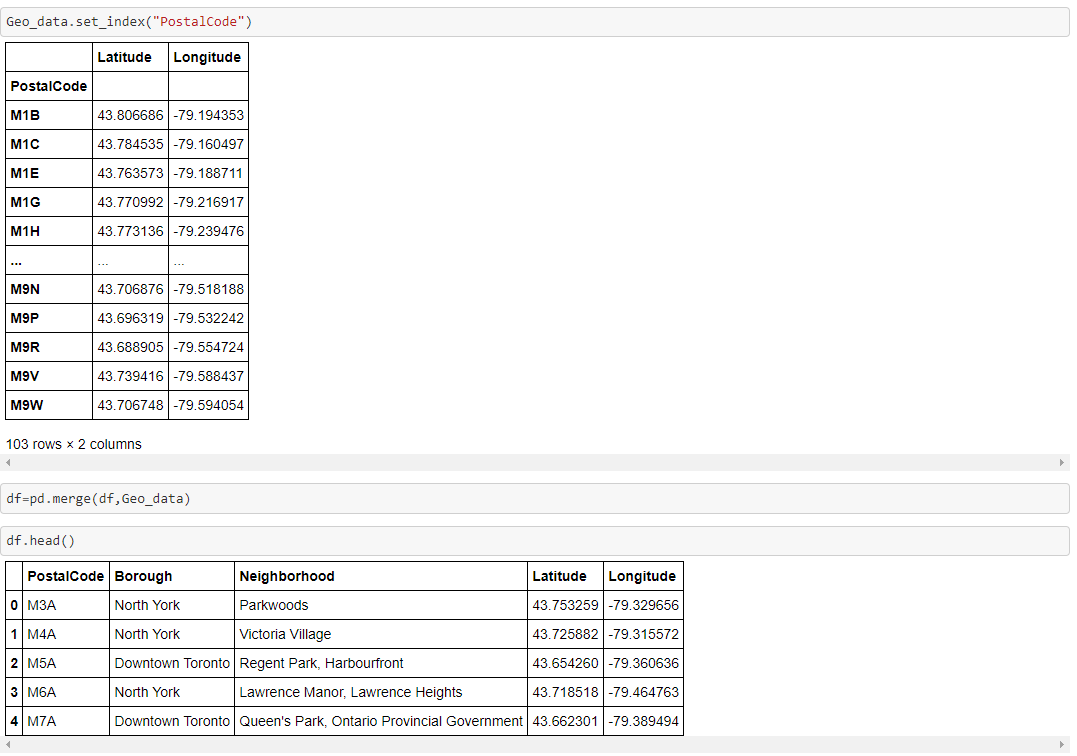 Geo_data.set_index("PostalCode")
Latitude Longitude
PostalCode
M1B 43.806686 -79.194353
M1C 43.784535 -79.160497
M1E 43.763573 -79.188711
M1G 43.770992 -79.216917
M1H 43.773136 -79.239476
... ... ...
M9N 43.706876 -79.518188
M9P 43.696319 -79.532242
M9R 43.688905 -79.554724
M9V 43.739416 -79.588437
M9W 43.706748 -79.594054
103 rows × 2 columns
df=pd.merge(df,Geo_data)
df.head()
PostalCode Borough Neighborhood Latitude Longitude
0 M3A North York Parkwoods 43.753259 -79.329656
1 M4A North York Victoria Village 43.725882 -79.315572
2 M5A Downtown Toronto Regent Park, Harbourfront 43.654260 -79.360636
3 M6A North York Lawrence Manor, Lawrence Heights 43.718518 -79.464763
4 M7A Downtown Toronto Queen's Park, Ontario Provincial Government 43.662301 -79.389494